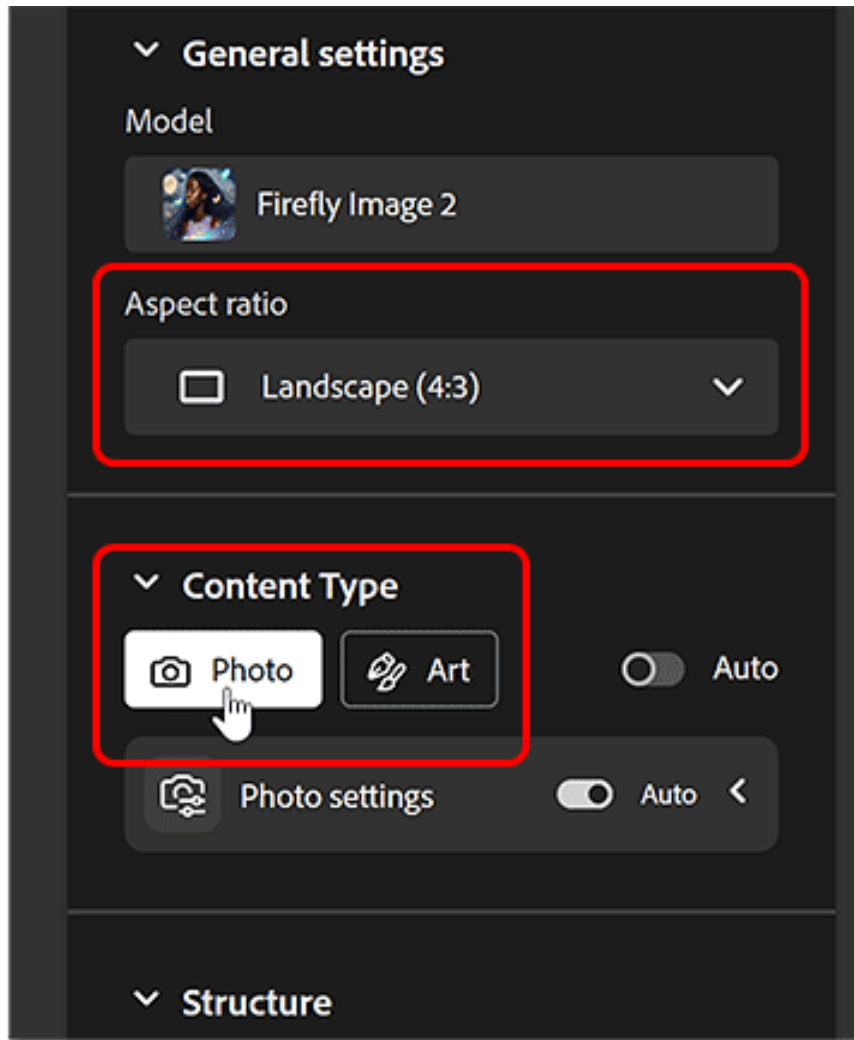 General settings
Model
Firefly Image 2
Aspect ratio
Landscape (4:3)
Content Type
Photo Art Auto
Photo settings Auto
Structure